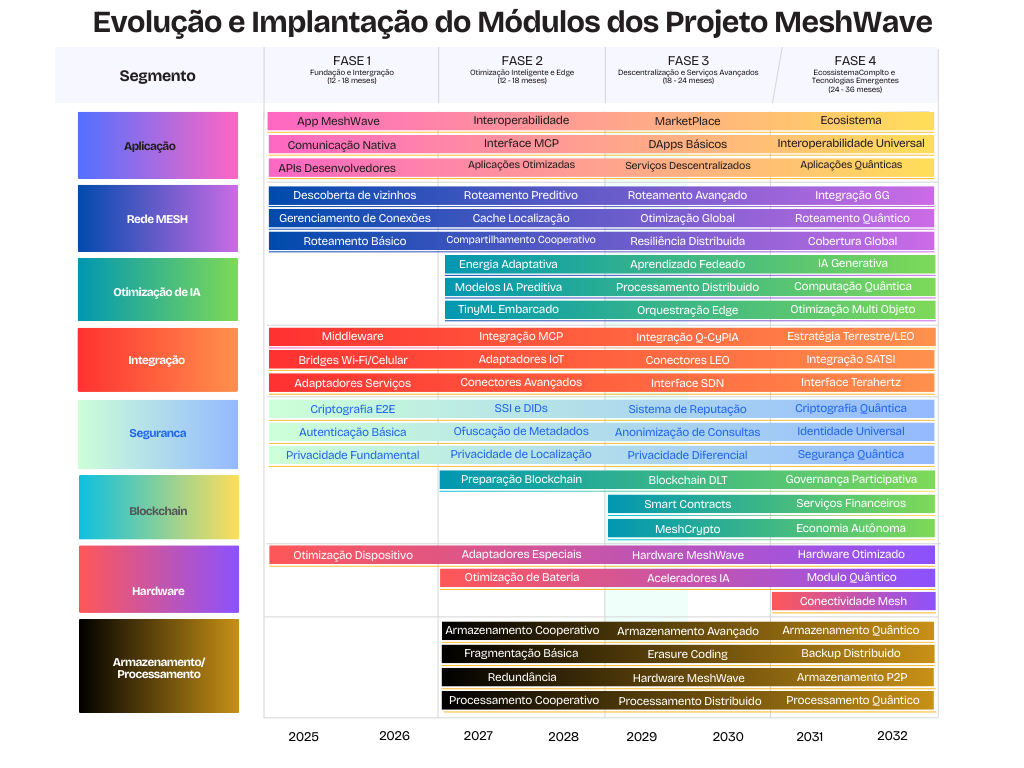 Evolução e Implantação do Módulos dos Projeto MeshWave
Segmento
FASE 1
Fundação e Intergração
(12 - 18 meses)
FASE 2
Otimização Inteligente e Edge
(12 - 18 meses)
FASE 3
Descentralização e Serviços Avançados
(18 - 24 meses)
FASE 4
EcossistemaComplto e
Tecnologias Emergentes
(24 - 36 meses)
Aplicação
App MeshWave
Interoperabilidade
MarketPlace
Ecosistema
Comunicação Nativa
Interface MCP
DApps Básicos
Interoperabilidade Universal
APIs Desenvolvedores
Aplicações Otimizadas
Serviços Descentralizados
Aplicações Quânticas
Rede MESH
Descoberta de vizinhos
Roteamento Preditivo
Roteamento Avançado
Integração 6G
Gerenciamento de Conexões
Cache Localização
Otimização Global
Roteamento Quântico
Roteamento Básico
Compartilhamento Cooperativo
Resiliência Distribuida
Cobertura Global
Otimização de IA
Energia Adaptativa
Aprendizado Fedeado
IA Generativa
Modelos IA Preditiva
Processamento Distribuido
Computação Quântica
TinyML Embarcado
Orquestração Edge
Otimização Multi Objeto
Integração
Middleware
Integração MCP
Integração Q-CyPIA
Estratégia Terrestre/LEO
Bridges Wi-Fi/Celular
Adaptadores IoT
Conectores LEO
Integração SATSI
Adaptadores Serviços
Conectores Avançados
Interface SDN
Interface Terahertz
Seguranca
Criptografia E2E
SSI e DIDs
Sistema de Reputação
Criptografia Quântica
Autenticação Básica
Ofuscação de Metadados
Anonimização de Consultas
Identidade Universal
Privacidade Fundamental
Privacidade de Localização
Privacidade Diferencial
Segurança Quântica
Blockchain
Preparação Blockchain
Blockchain DLT
Governança Participativa
Smart Contracts
Serviços Financeiros
MeshCrypto
Economia Autônoma
Hardware
Otimização Dispositivo
Adaptadores Especiais
Hardware MeshWave
Hardware Otimizado
Otimização de Bateria
Aceleradores IA
Modulo Quântico
Conectividade Mesh
Armazenamento/
Processamento
Armazenamento Cooperativo
Armazenamento Avançado
Armazenamento Quântico
Fragmentação Básica
Erasure Coding
Backup Distribuido
Redundância
Hardware MeshWave
Armazenamento P2P
Processamento Cooperativo
Processamento Distribuido
Processamento Quântico
2025
2026
2027
2028
2029
2030
2031
2032